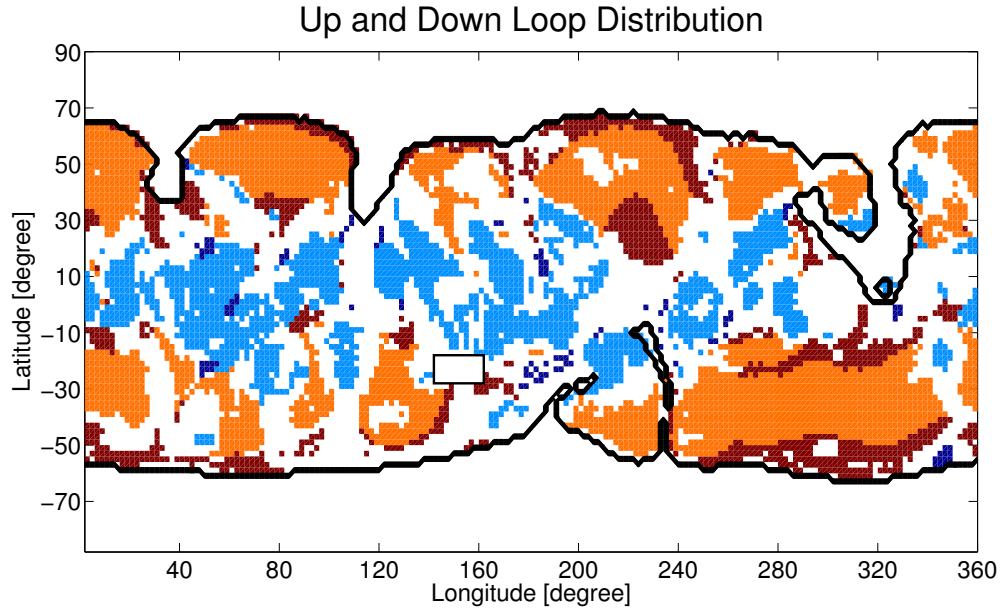 Up and Down Loop Distribution
90
70
50
30
10
−10
−30
−50
−70
Latitude [degree]
40 80 120 160 200 240 280 320 360
Longitude [degree]